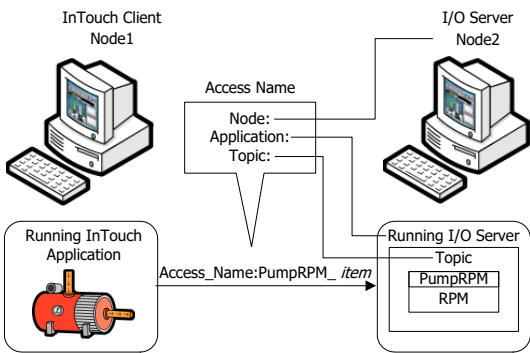 InTouch Client
Node1
I/O Server
Node2
Access Name
Node:
Application:
Topic:
Running InTouch
Application
Access_Name:PumpRPM_ item
Running I/O Server
Topic
PumpRPM
RPM